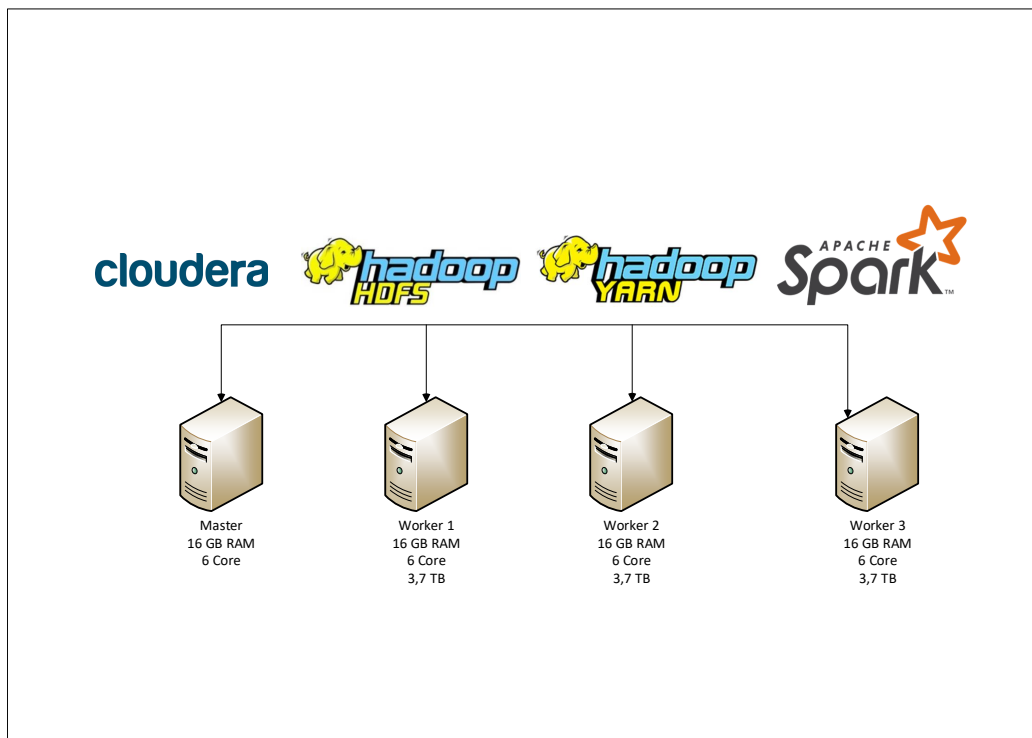 cloudera
hadoop
HDFS
hadoop
YARN
APACHE
Spark™
Master
16 GB RAM
6 Core
Worker 1
16 GB RAM
6 Core
3,7 TB
Worker 2
16 GB RAM
6 Core
3,7 TB
Worker 3
16 GB RAM
6 Core
3,7 TB